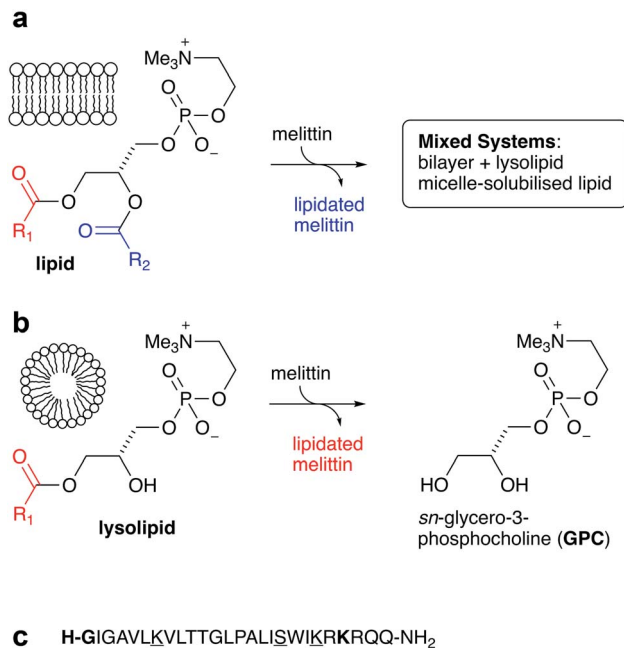 a
Me3N
+
O
P
O
O
O−
O
O
O
O
R1
R2
lipid
melittin
lipidated
melittin
Mixed Systems:
bilayer + lysolipid
micelle-solubilised lipid
b
Me3N
+
O
P
O
O
O−
O
O
OH
R1
lysolipid
melittin
lipidated
melittin
Me3N
+
O
P
O
O
O−
HO
OH
sn-glycero-3-
phosphocholine (GPC)
c H-GIGAVLKVLTTGLPALISWIKRKRQQ-NH2